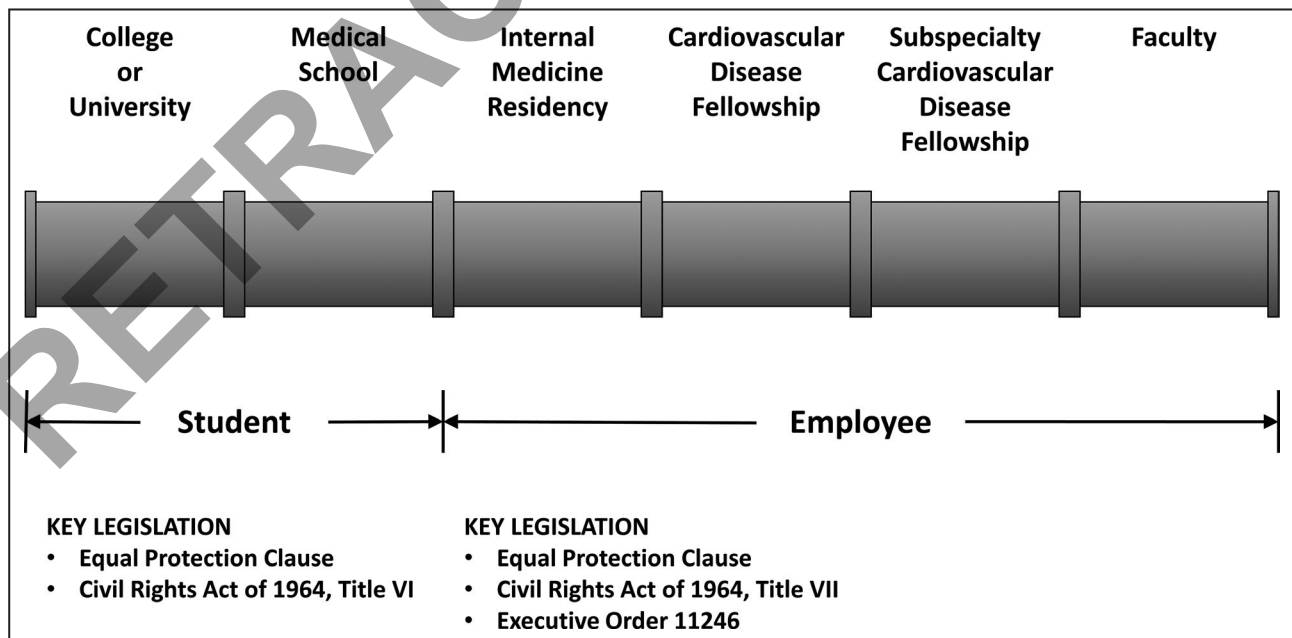 College
or
University
Medical
School
Internal
Medicine
Residency
Cardiovascular
Disease
Fellowship
Subspecialty
Cardiovascular
Disease
Fellowship
Faculty
RETRAC
Student
Employee
KEY LEGISLATION
• Equal Protection Clause
• Civil Rights Act of 1964, Title VI
KEY LEGISLATION
• Equal Protection Clause
• Civil Rights Act of 1964, Title VII
• Executive Order 11246